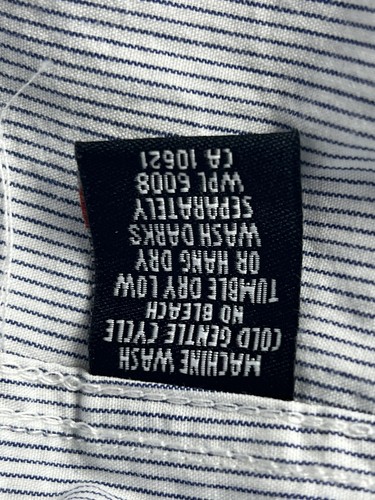 MACHINE WASH
COLD GENTLE CYCLE
NO BLEACH
TUMBLE DRY LOW
OR HANG DRY
WASH DARKS
SEPARATELY
WPL 6008
CA 10621